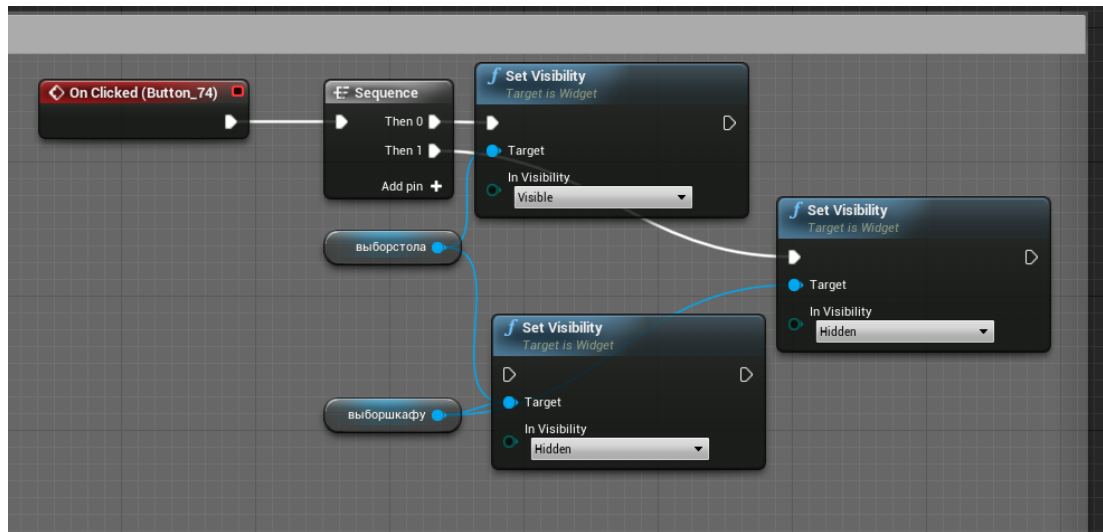 On Clicked (Button_74)
Sequence
Then 0
Then 1
Add pin
f Set Visibility
Target is Widget
Target
In Visibility
Visible
f Set Visibility
Target is Widget
Target
In Visibility
Hidden
выборстола
f Set Visibility
Target is Widget
Target
In Visibility
Hidden
выборшкафу